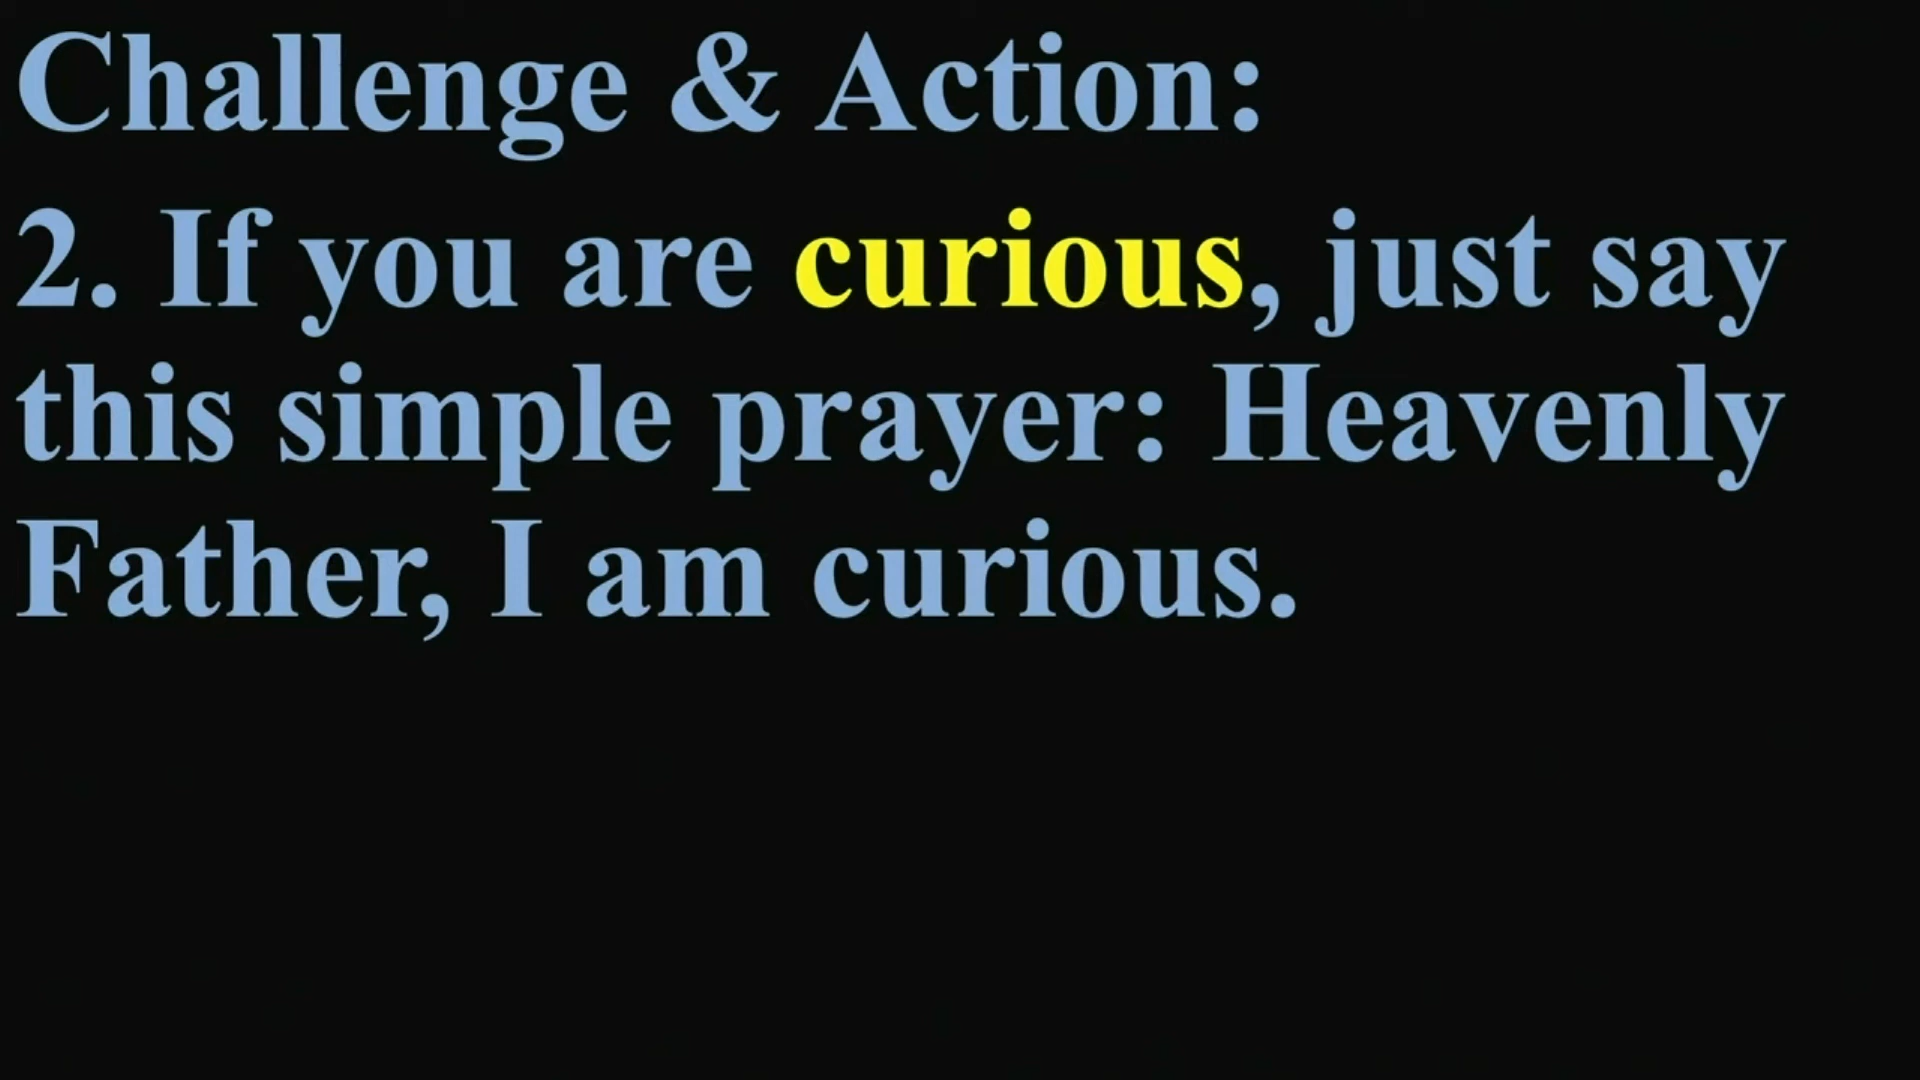 Challenge & Action:
2. If you are curious, just say
this simple prayer: Heavenly
Father, I am curious.